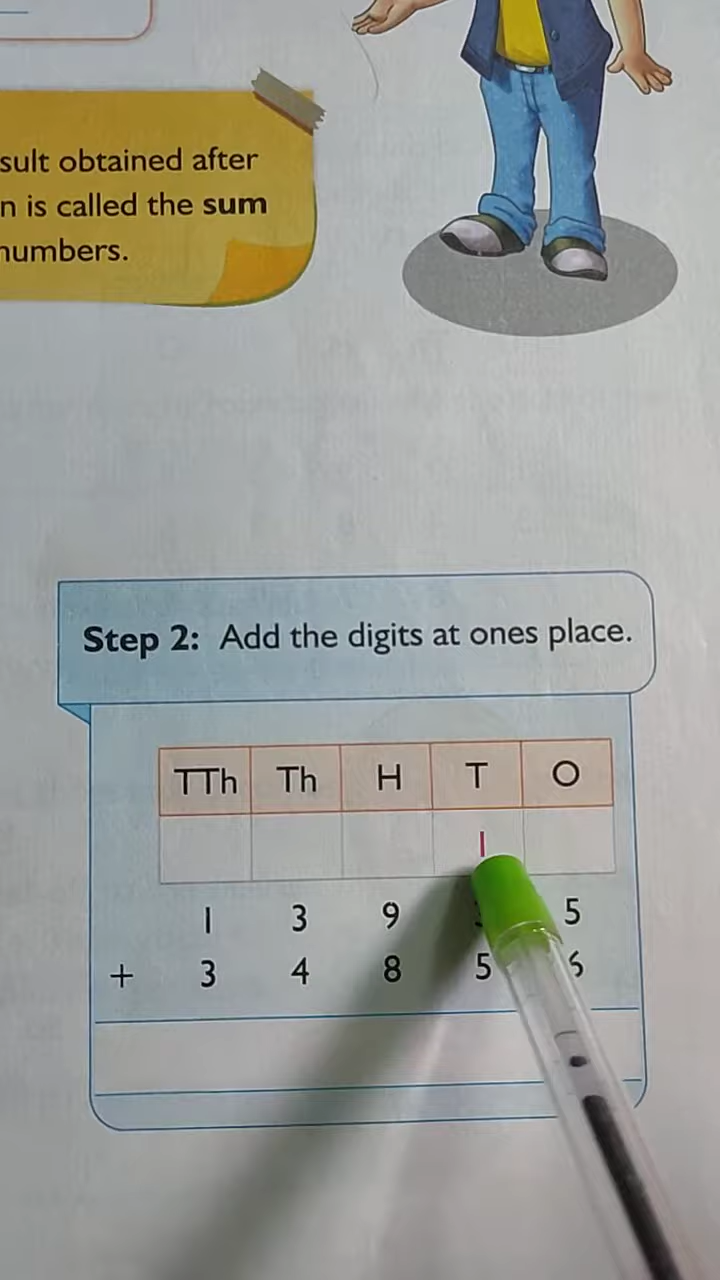 sult obtained after
n is called the sum
numbers.
Step 2: Add the digits at ones place.
TTh Th H T O
1
1 3 9 5
+ 3 4 8 5